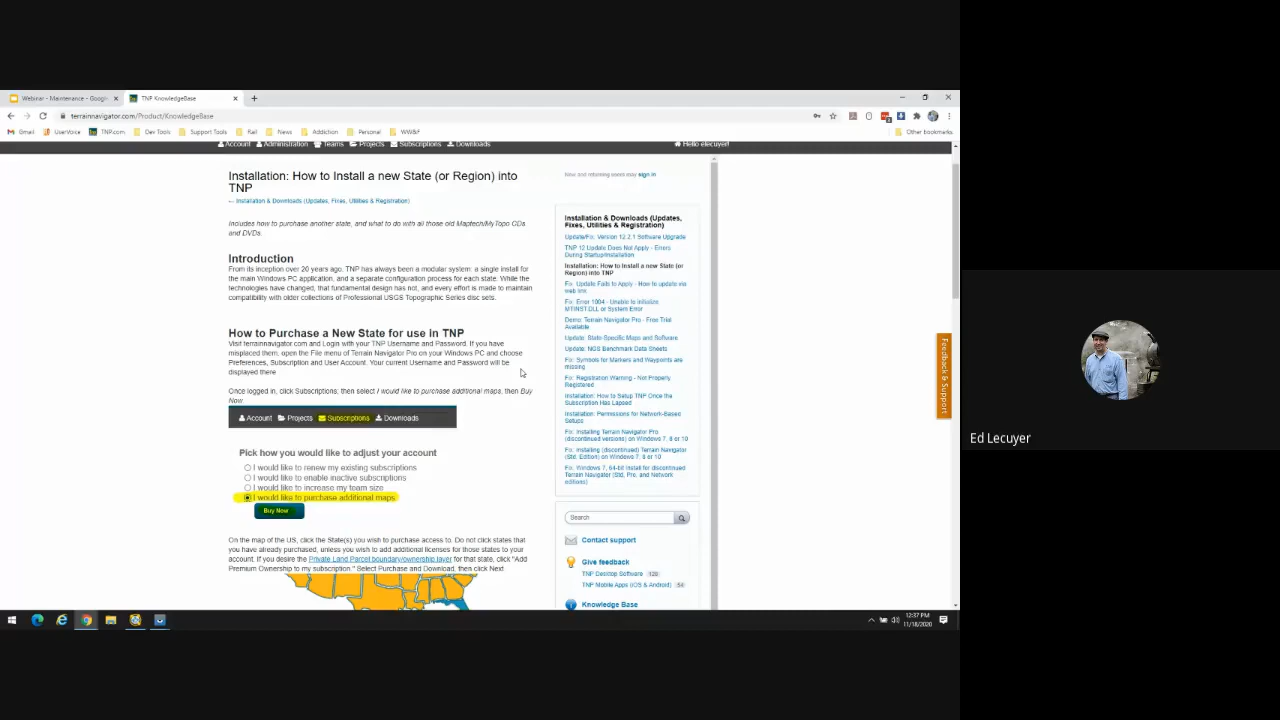 Webinar - Maintenance - Googl
TNP KnowledgeBase
terrainnavigator.com/Product/KnowledgeBase
Gmail UserVoice TNP.com Dev Tools Support Tools Rail News Addiction Personal WW&F Other bookmarks
Account Administration Teams Projects Subscriptions Downloads Hello elecuyer!
Installation: How to Install a new State (or Region) into
TNP
← Installation & Downloads (Updates, Fixes, Utilities & Registration)
Includes how to purchase another state, and what to do with all those old Maptech/MyTopo CDs
and DVDs.
Introduction
From its inception over 20 years ago, TNP has always been a modular system: a single install for
the main Windows PC application, and a separate configuration process for each state. While the
technologies have changed, that fundamental design has not, and every effort is made to maintain
compatibility with older collections of Professional USGS Topographic Series disc sets.
How to Purchase a New State for use in TNP
Visit terrainnavigator.com and Login with your TNP Username and Password. If you have
misplaced them, open the File menu of Terrain Navigator Pro on your Windows PC and choose
Preferences, Subscription and User Account. Your current Username and Password will be
displayed there
Once logged in, click Subscriptions; then select I would like to purchase additional maps, then Buy
Now
Account Projects Subscriptions Downloads
Pick how you would like to adjust your account
I would like to renew my existing subscriptions
I would like to enable inactive subscriptions
I would like to increase my team size
I would like to purchase additional maps
Buy Now
On the map of the US, click the State(s) you wish to purchase access to. Do not click states that
you have already purchased, unless you wish to add additional licenses for those states to your
account. If you desire the Private Land Parcel boundary/ownership layer for that state, click "Add
Premium Ownership to my subscription." Select Purchase and Download, then click Next
New and returning users may sign in
Installation & Downloads (Updates,
Fixes, Utilities & Registration)
Update/Fix: Version 12.2.1 Software Upgrade
TNP 12 Update Does Not Apply - Errors
During Startup/Installation
Installation: How to Install a new State (or
Region) into TNP
Fix: Update Fails to Apply - How to update via
web link
Fix: Error 1004 - Unable to initialize
MTINST.DLL or System Error
Demo: Terrain Navigator Pro - Free Trial
Available
Update: State-Specific Maps and Software
Update: NGS Benchmark Data Sheets
Fix: Symbols for Markers and Waypoints are
missing
Fix: Registration Warning - Not Properly
Registered
Installation: How to Setup TNP Once the
Subscription Has Lapsed
Installation: Permissions for Network-Based
Setups
Fix: Installing Terrain Navigator Pro
(discontinued versions) on Windows 7, 8 or 10
Fix: Installing (discontinued) Terrain Navigator
(Std. Edition) on Windows 7, 8 or 10
Fix: Windows 7, 64-bit Install for discontinued
Terrain Navigator (Std, Pro, and Network
editions)
Search
Contact support
Give feedback
TNP Desktop Software 128
TNP Mobile Apps (iOS & Android) 64
Knowledge Base
Feedback & Support
12:37 PM
11/18/2020
Ed Lecuyer